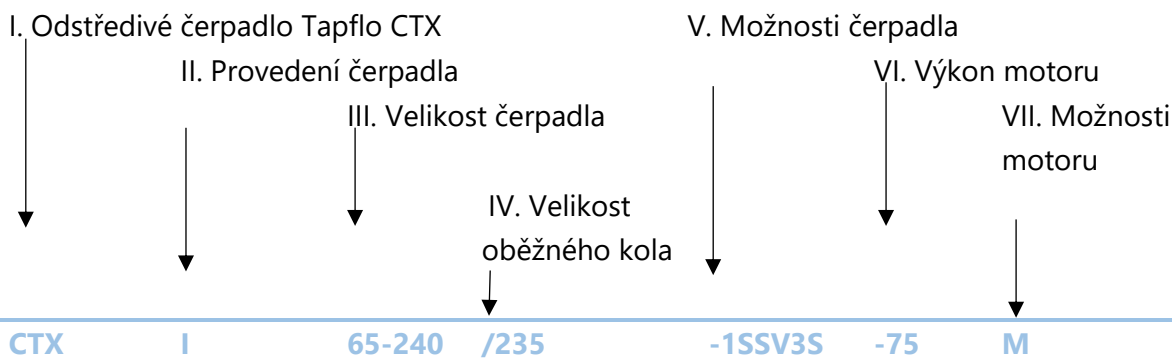 I. Odstředivé čerpadlo Tapflo CTX
V. Možnosti čerpadla
II. Provedení čerpadla
VI. Výkon motoru
III. Velikost čerpadla
VII. Možnosti
motoru
IV. Velikost
oběžného kola
CTX I 65-240 /235 -1SSV3S -75 M